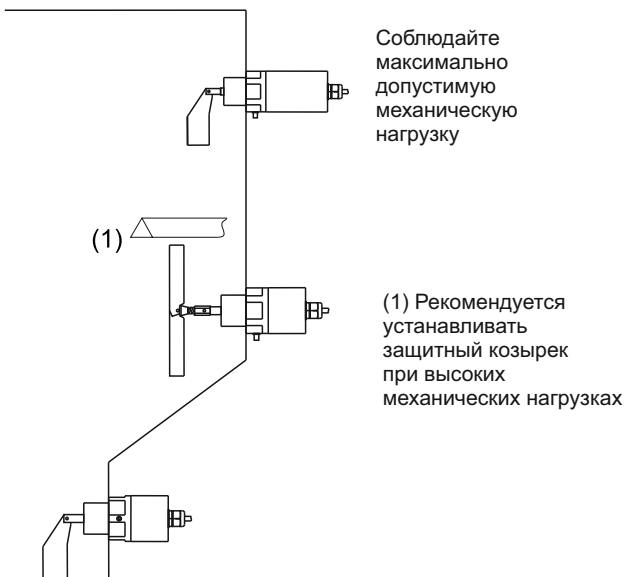 Соблюдайте
максимально
допустимую
механическую
нагрузку
(1)
(1) Рекомендуется
устанавливать
защитный козырек
при высоких
механических нагрузках